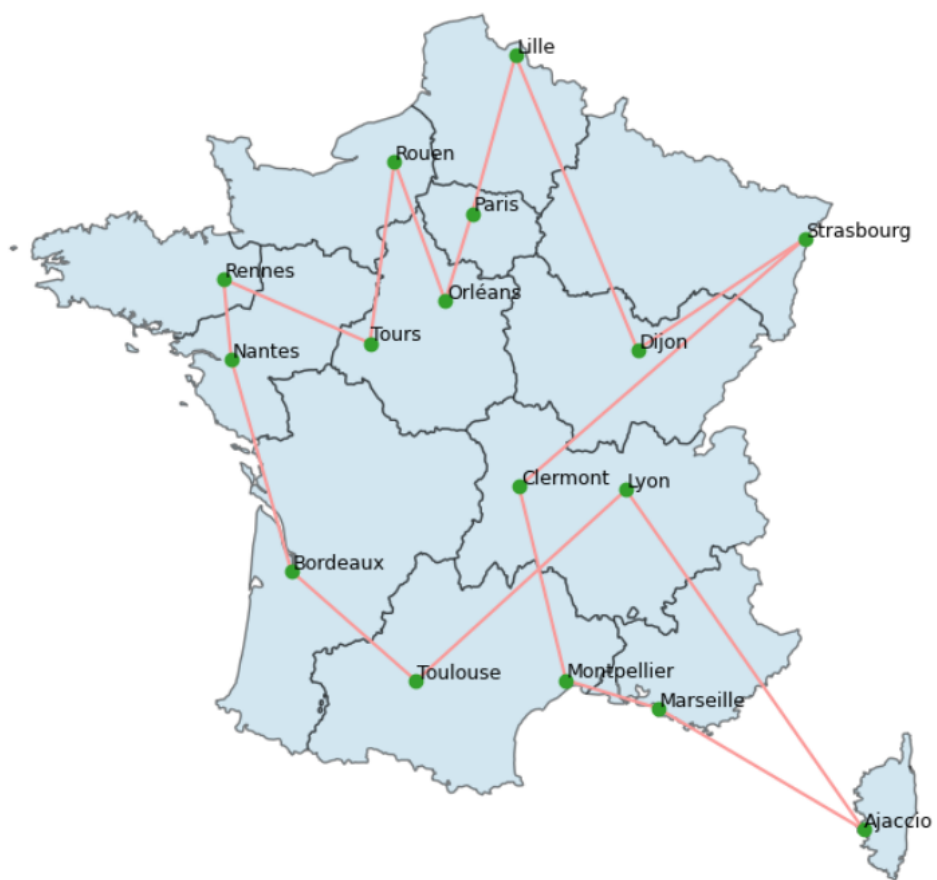 Lille
Rouen
Paris
Strasbourg
Rennes
Orléans
Tours
Dijon
Nantes
Clermont
Lyon
Bordeaux
Toulouse
Montpellier
Marseille
Ajaccio